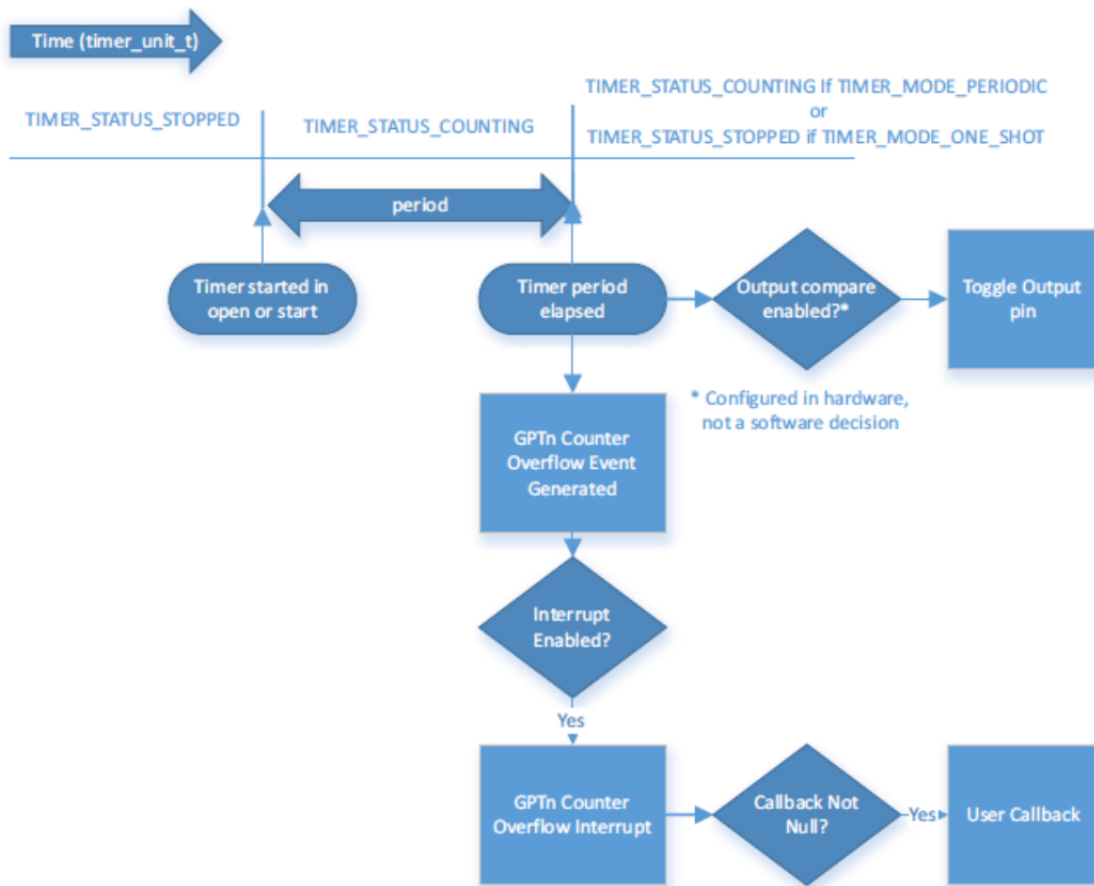 Time (timer_unit_t)
TIMER_STATUS_STOPPED
TIMER_STATUS_COUNTING
TIMER_STATUS_COUNTING If TIMER_MODE_PERIODIC
or
TIMER_STATUS_STOPPED if TIMER_MODE_ONE_SHOT
period
Timer started in
open or start
Timer period
elapsed
Output compare
enabled?*
Toggle Output
pin
* Configured in hardware,
not a software decision
GPTn Counter
Overflow Event
Generated
Interrupt
Enabled?
Yes
GPTn Counter
Overflow Interrupt
Callback Not
Null?
Yes
User Callback